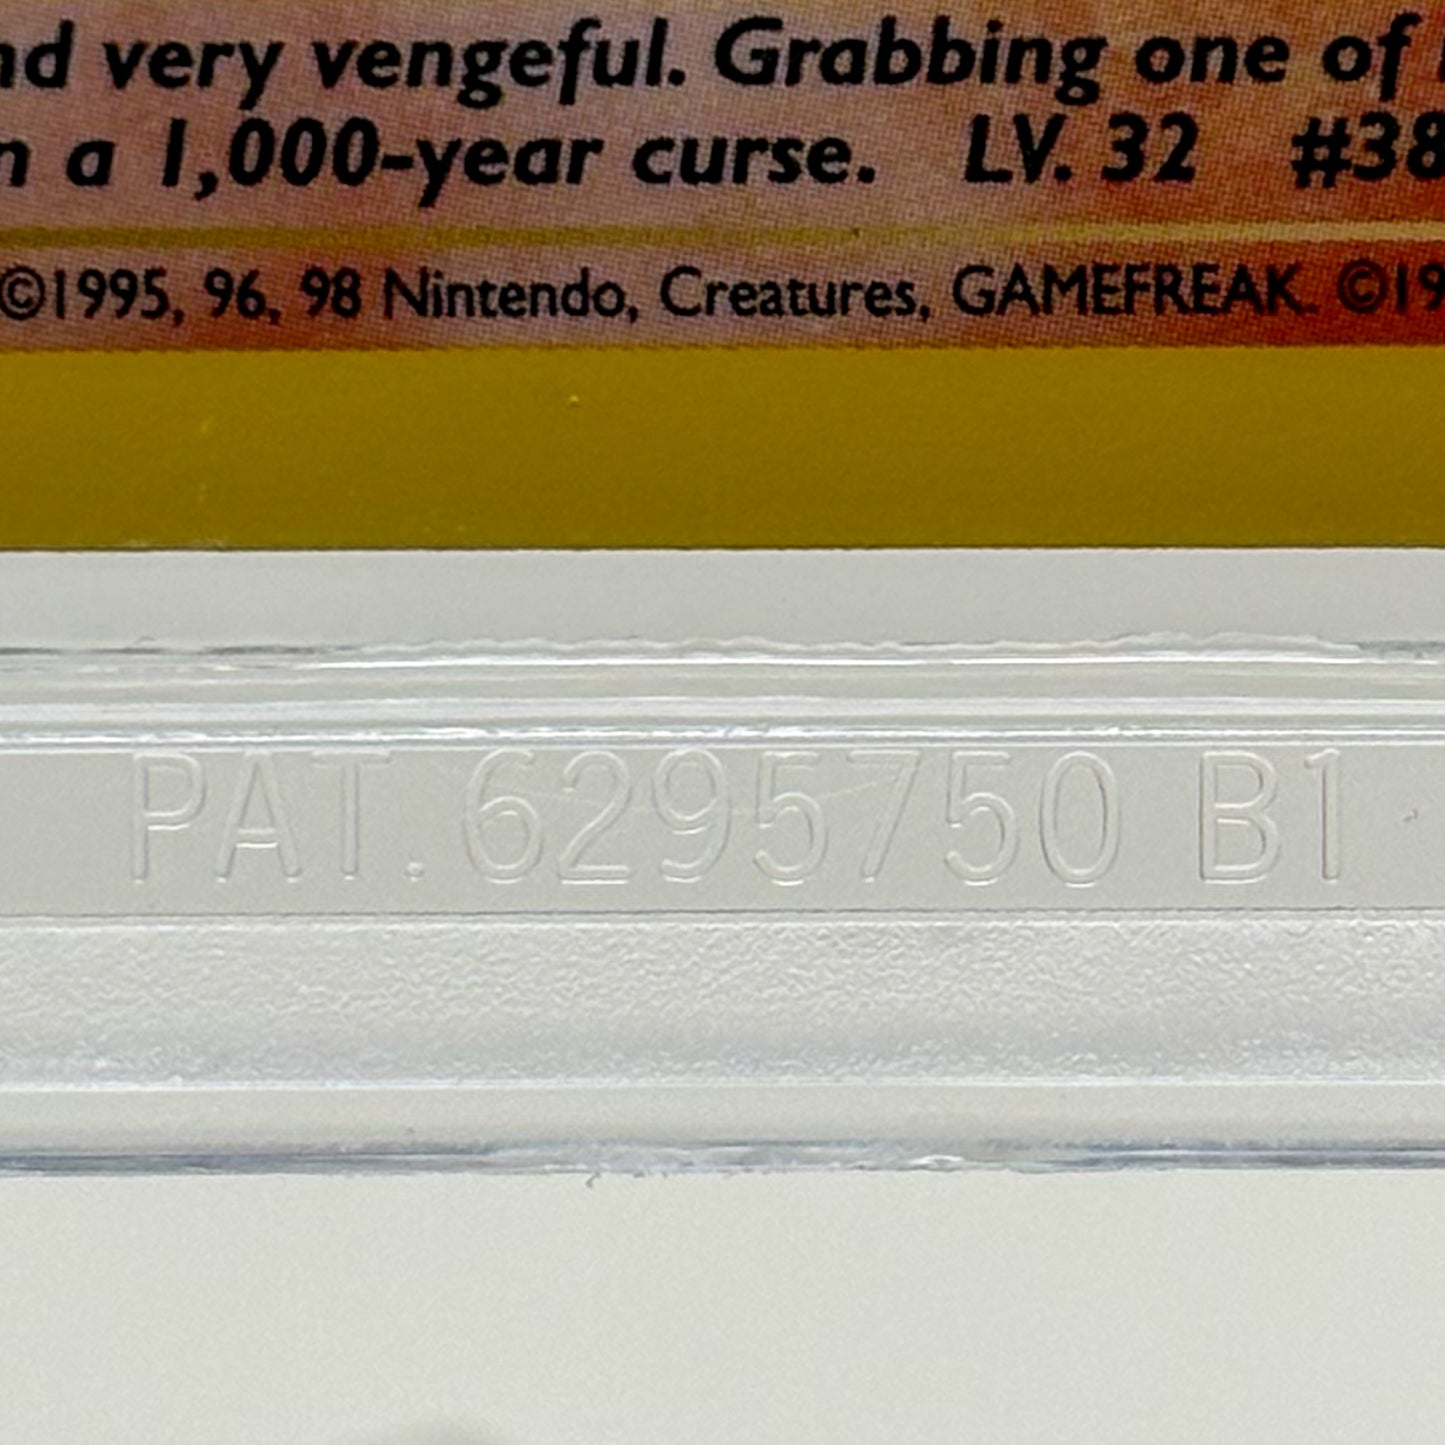 nd very vengeful. Grabbing one of
n a 1,000-year curse. LV. 32 #38
©1995, 96, 98 Nintendo, Creatures, GAMEFREAK. ©19
PAT.6295750 B1